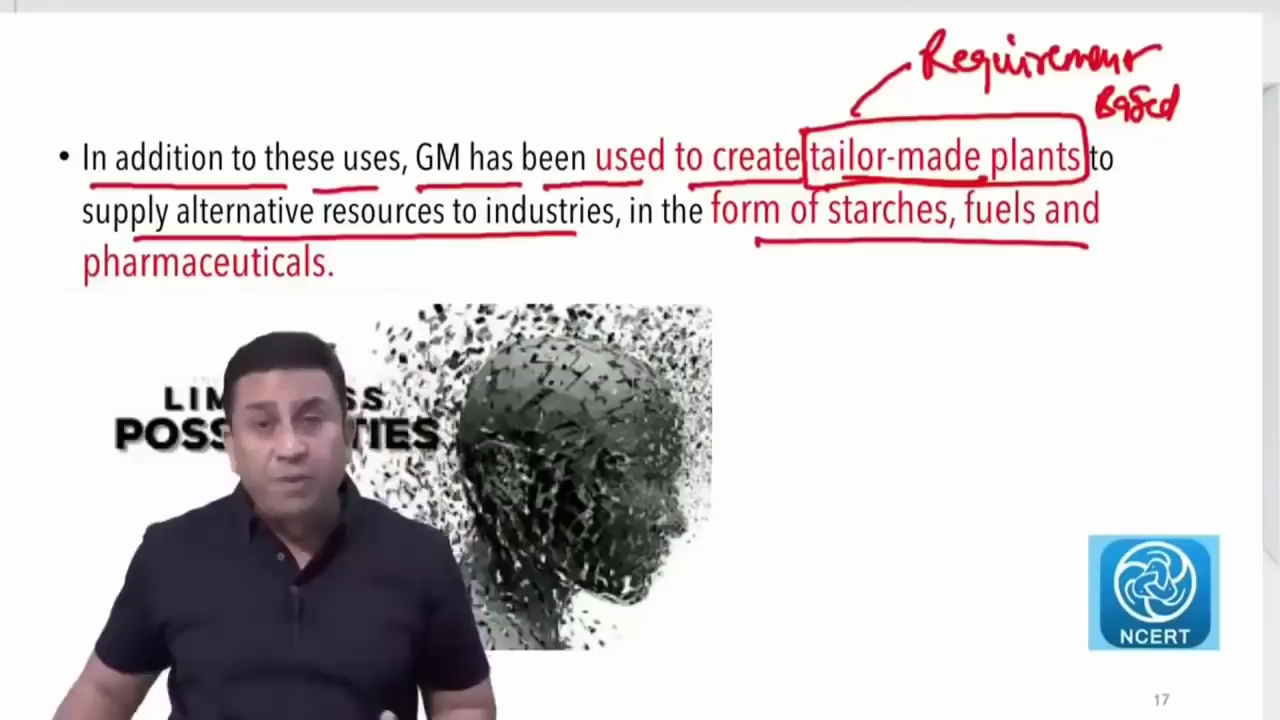 Requirement
Based
• In addition to these uses, GM has been used to create tailor-made plants to
supply alternative resources to industries, in the form of starches, fuels and
pharmaceuticals.
NCERT
17